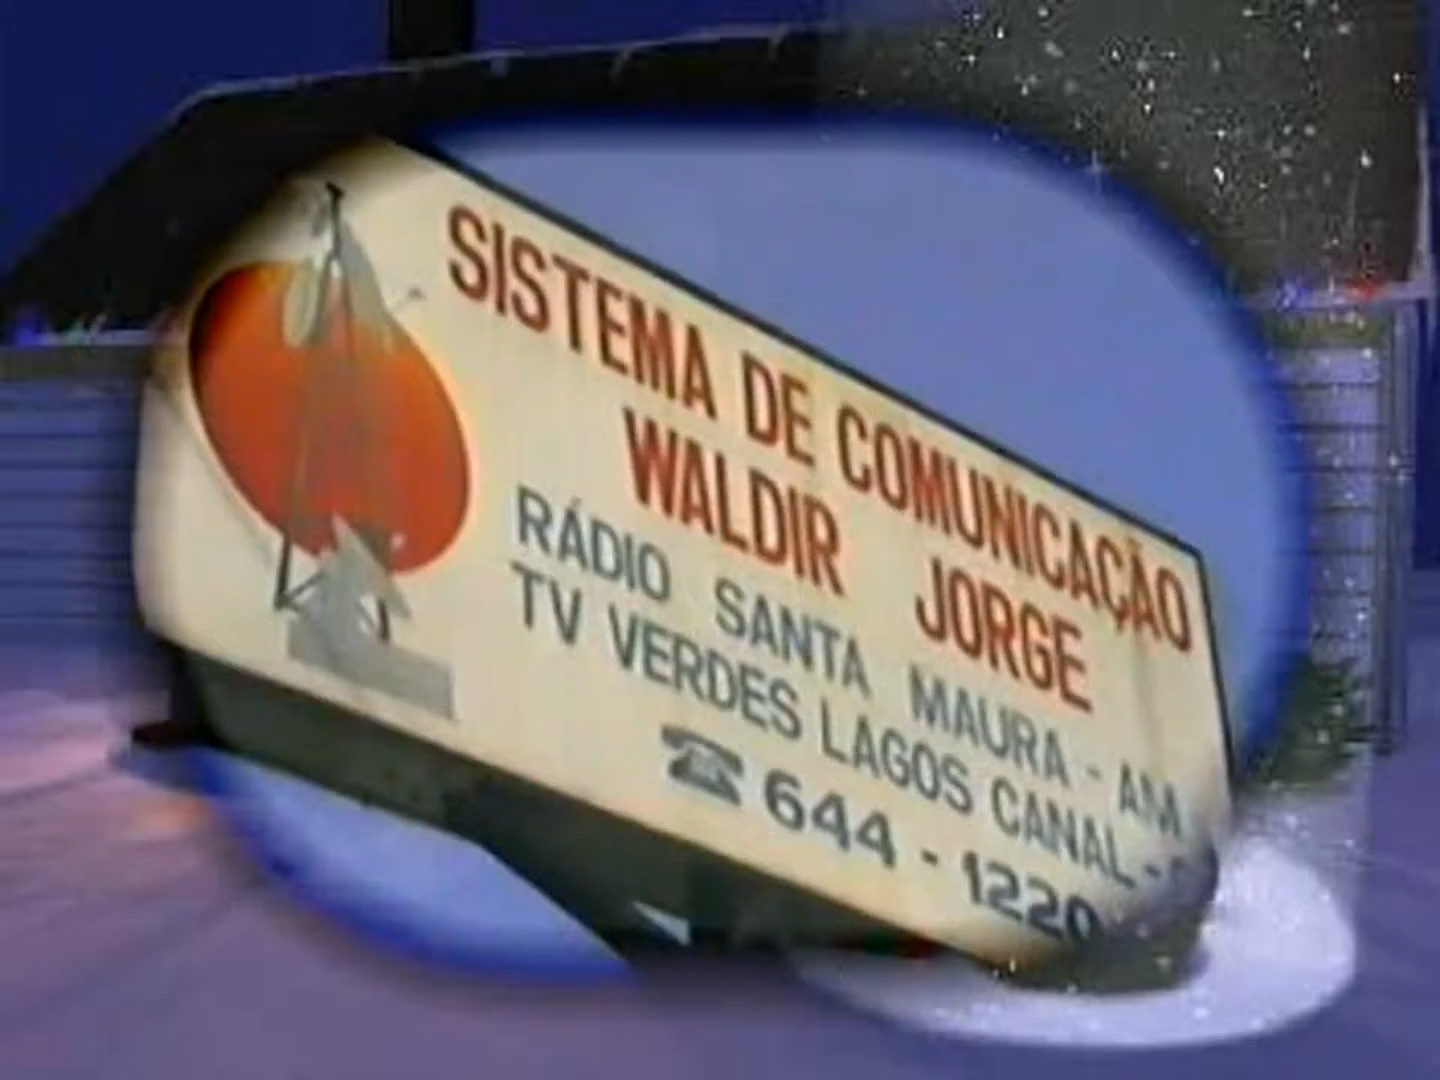 SISTEMA DE COMUNICAÇÃO
WALDIR JORGE
RÁDIO SANTA MAURA - AM
TV VERDES LAGOS CANAL -
☎ 644 - 1220